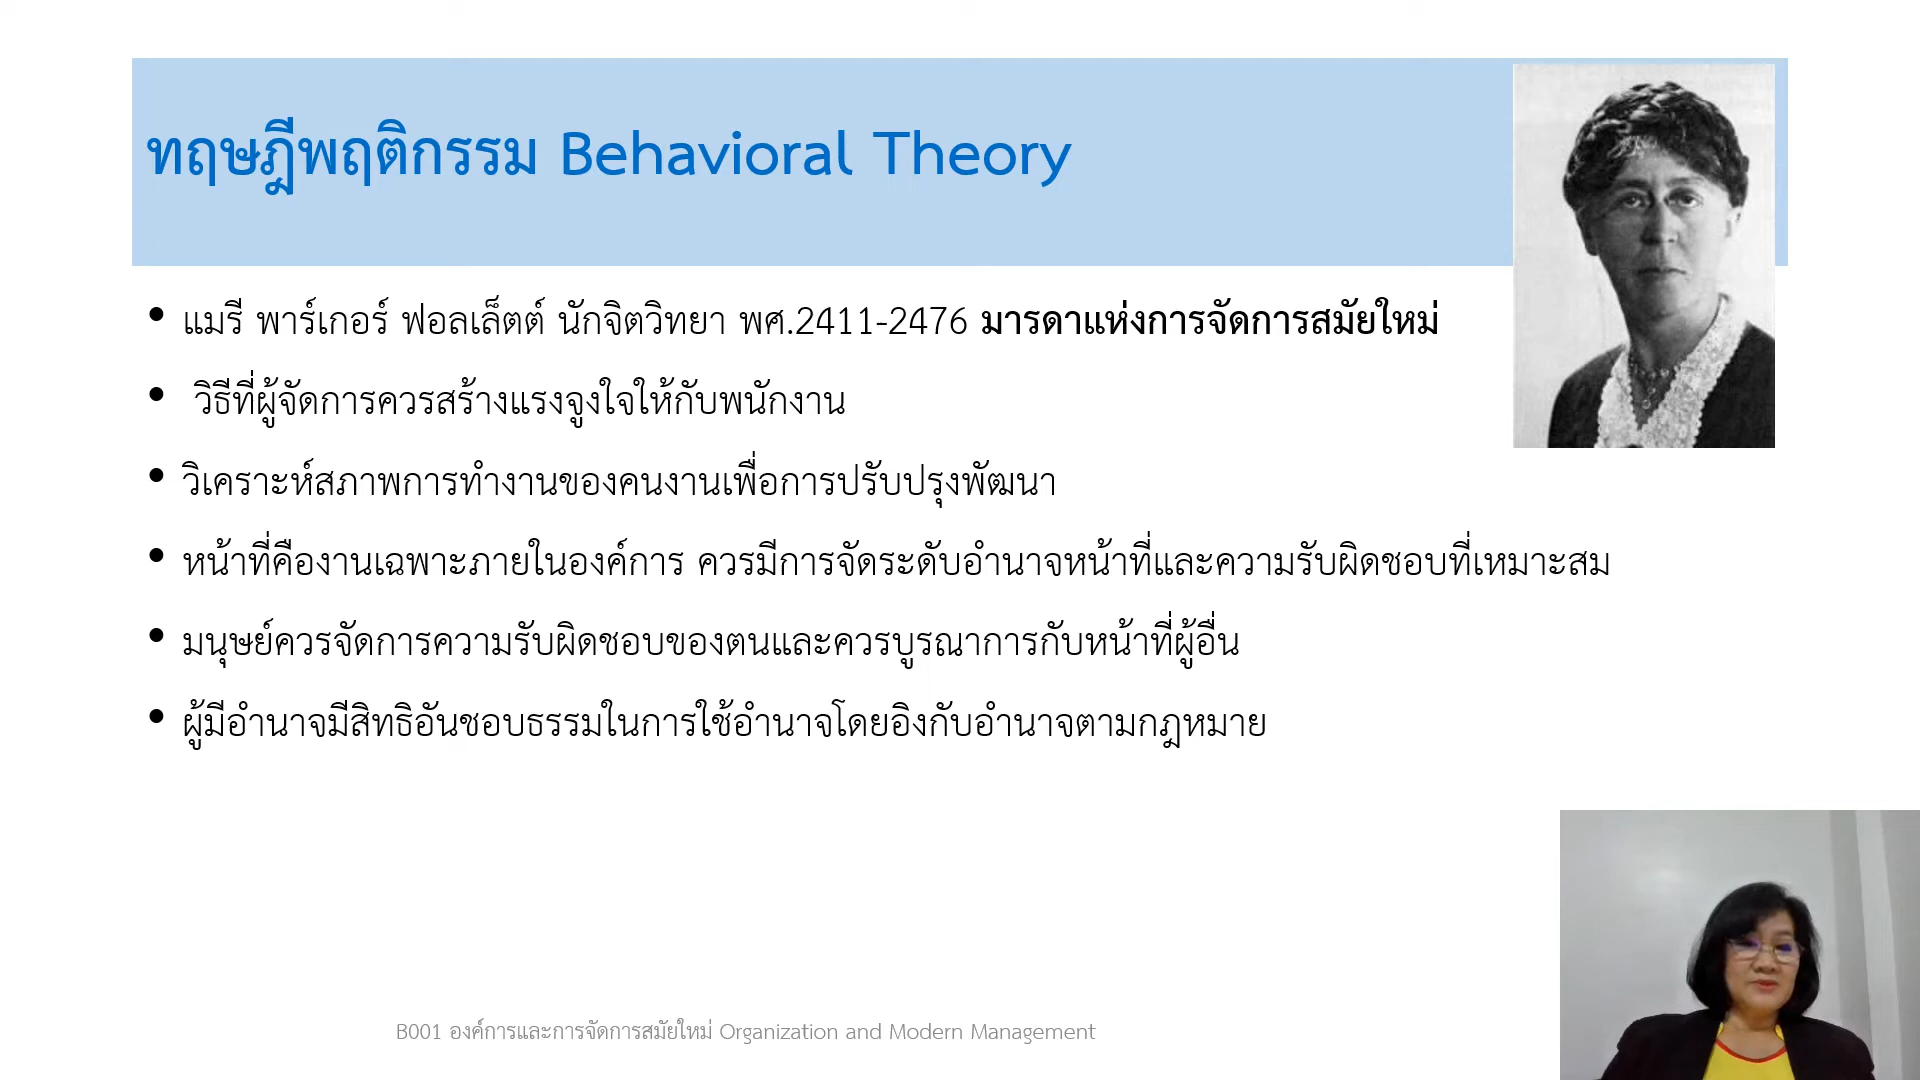 ทฤษฎีพฤติกรรม Behavioral Theory
• แมรี พาร์เกอร์ ฟอลเล็ตต์ นักจิตวิทยา พศ.2411-2476 มารดาแห่งการจัดการสมัยใหม่
• วิธีที่ผู้จัดการควรสร้างแรงจูงใจให้กับพนักงาน
• วิเคราะห์สภาพการทำงานของคนงานเพื่อการปรับปรุงพัฒนา
• หน้าที่คืองานเฉพาะภายในองค์การ ควรมีการจัดระดับอำนาจหน้าที่และความรับผิดชอบที่เหมาะสม
• มนุษย์ควรจัดการความรับผิดชอบของตนและควรบูรณาการกับหน้าที่ผู้อื่น
• ผู้มีอำนาจมีสิทธิอันชอบธรรมในการใช้อำนาจโดยอิงกับอำนาจตามกฎหมาย
B001 องค์การและการจัดการสมัยใหม่ Organization and Modern Management